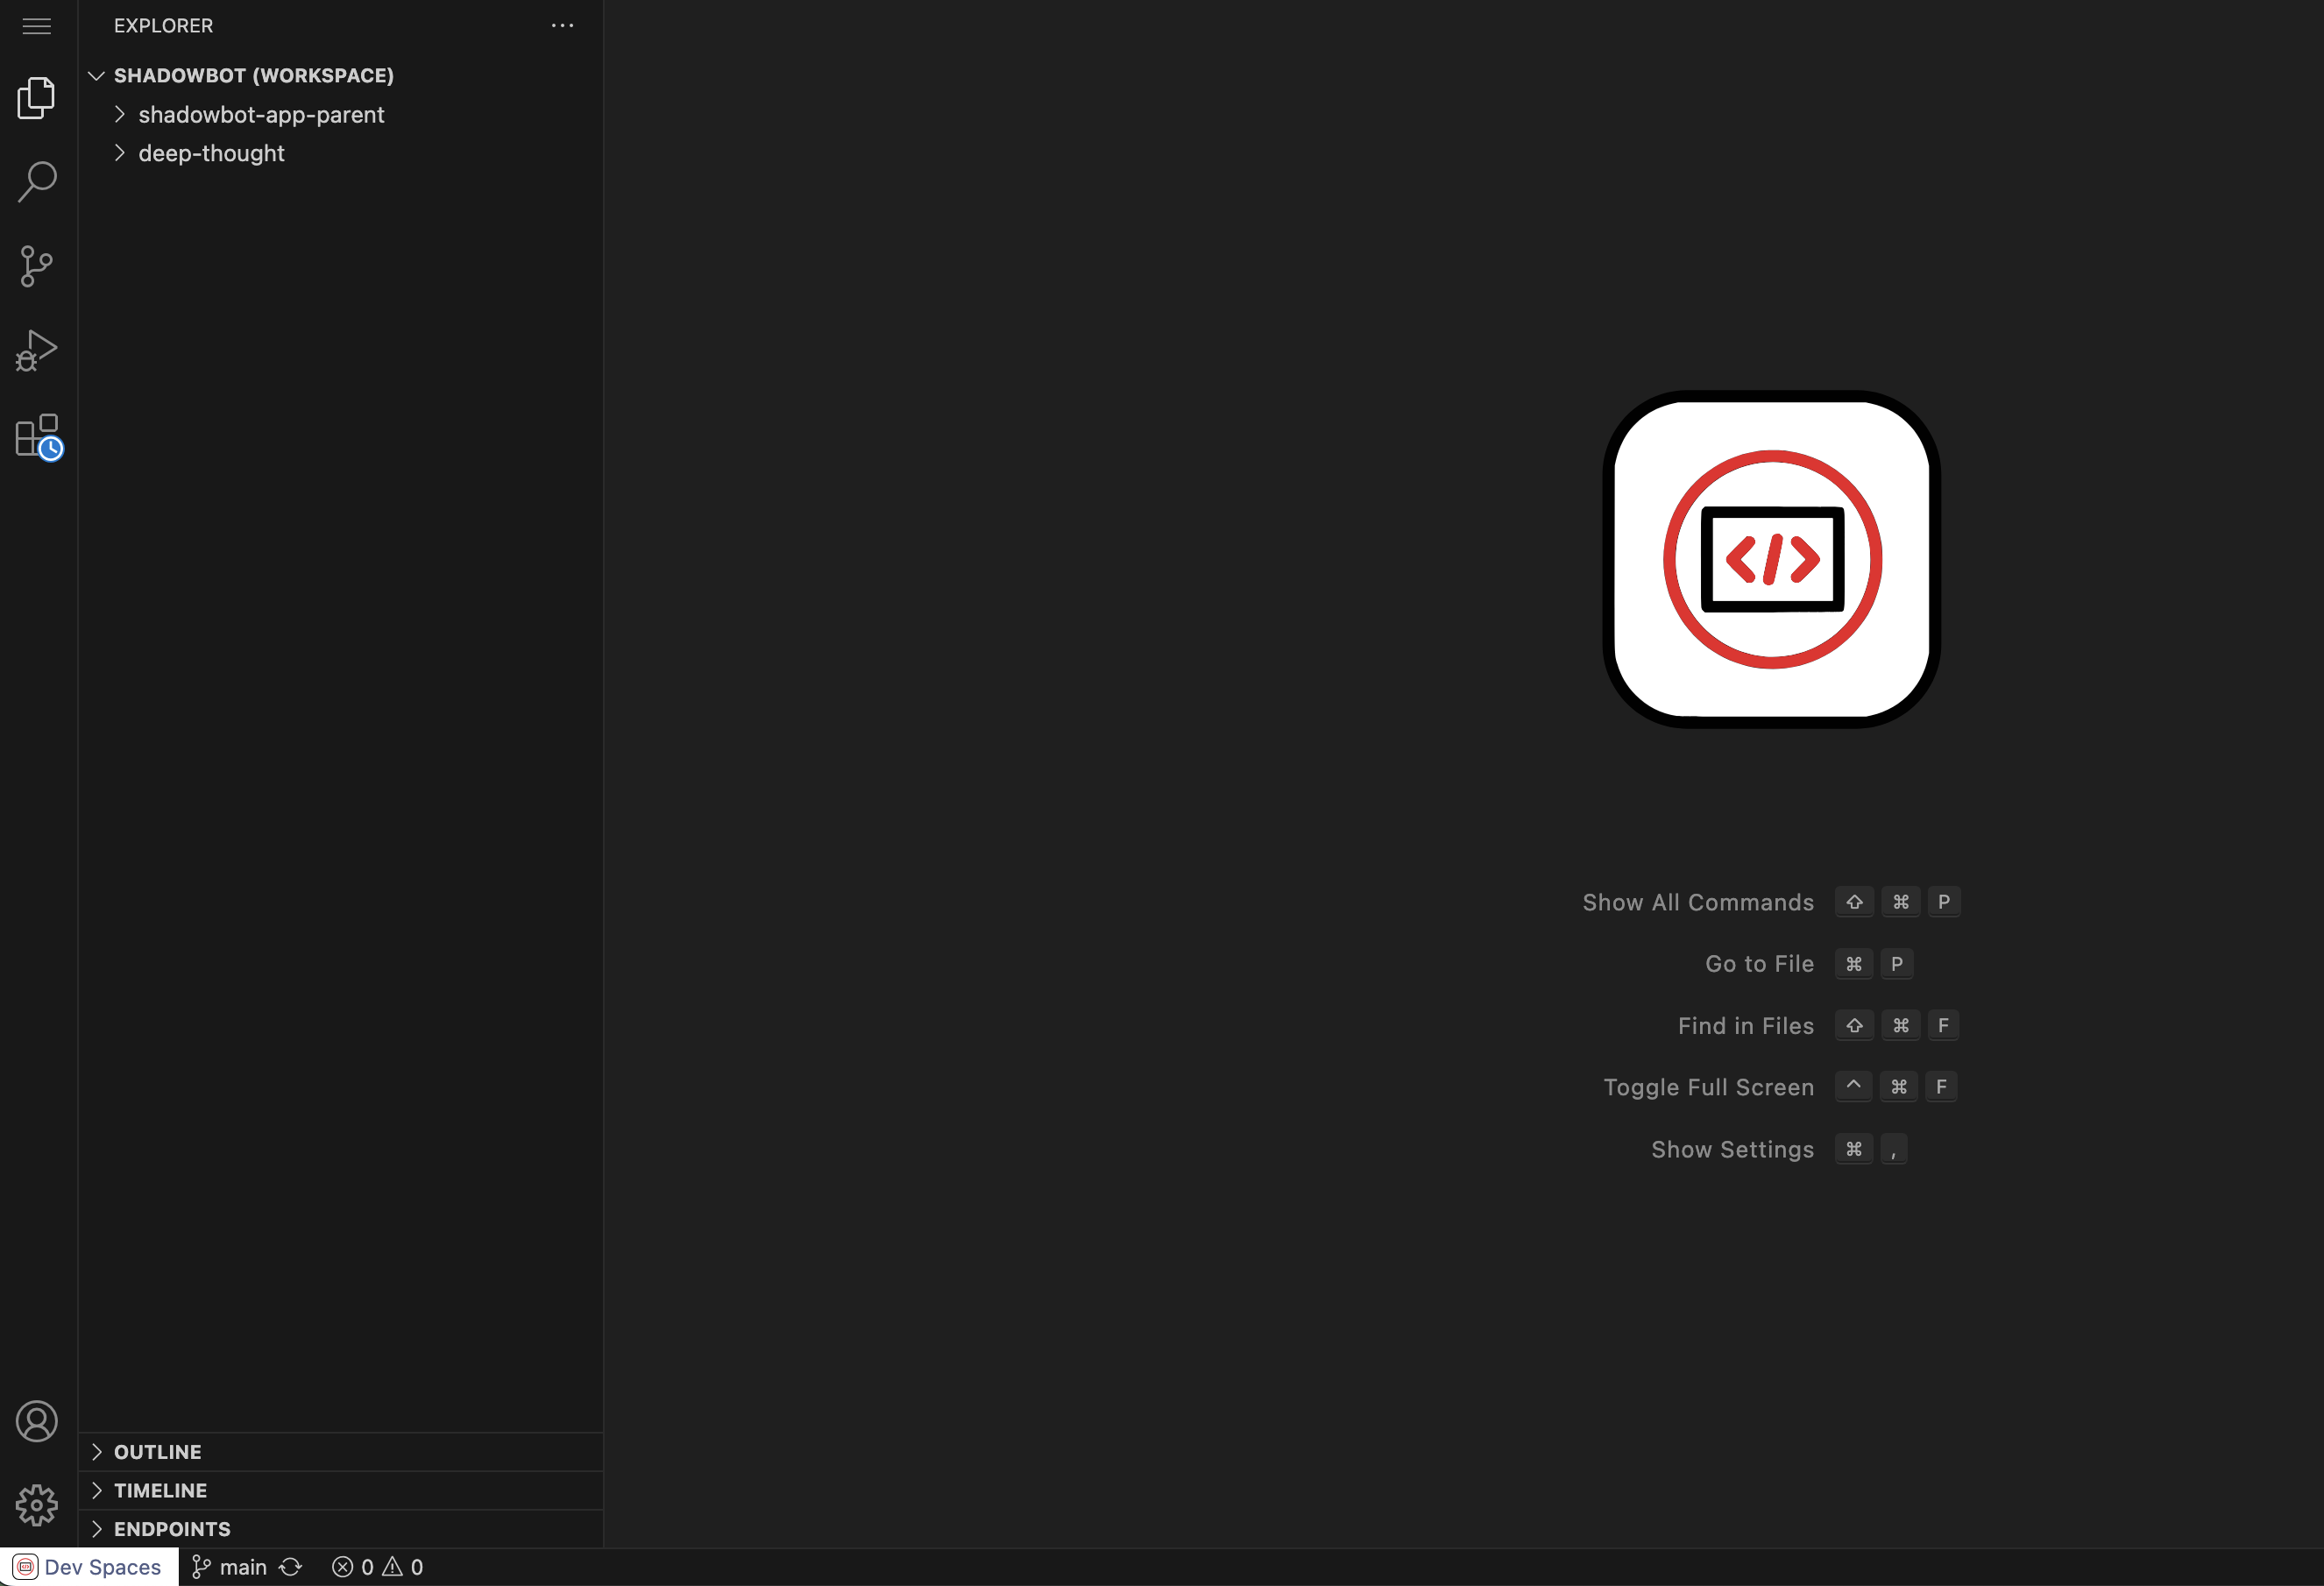 EXPLORER
SHADOWBOT (WORKSPACE)
shadowbot-app-parent
deep-thought
</>
Show All Commands ⇧ ⌘ P
Go to File ⌘ P
Find in Files ⇧ ⌘ F
Toggle Full Screen ^ ⌘ F
Show Settings ⌘ ,
OUTLINE
TIMELINE
ENDPOINTS
Dev Spaces main 0 0